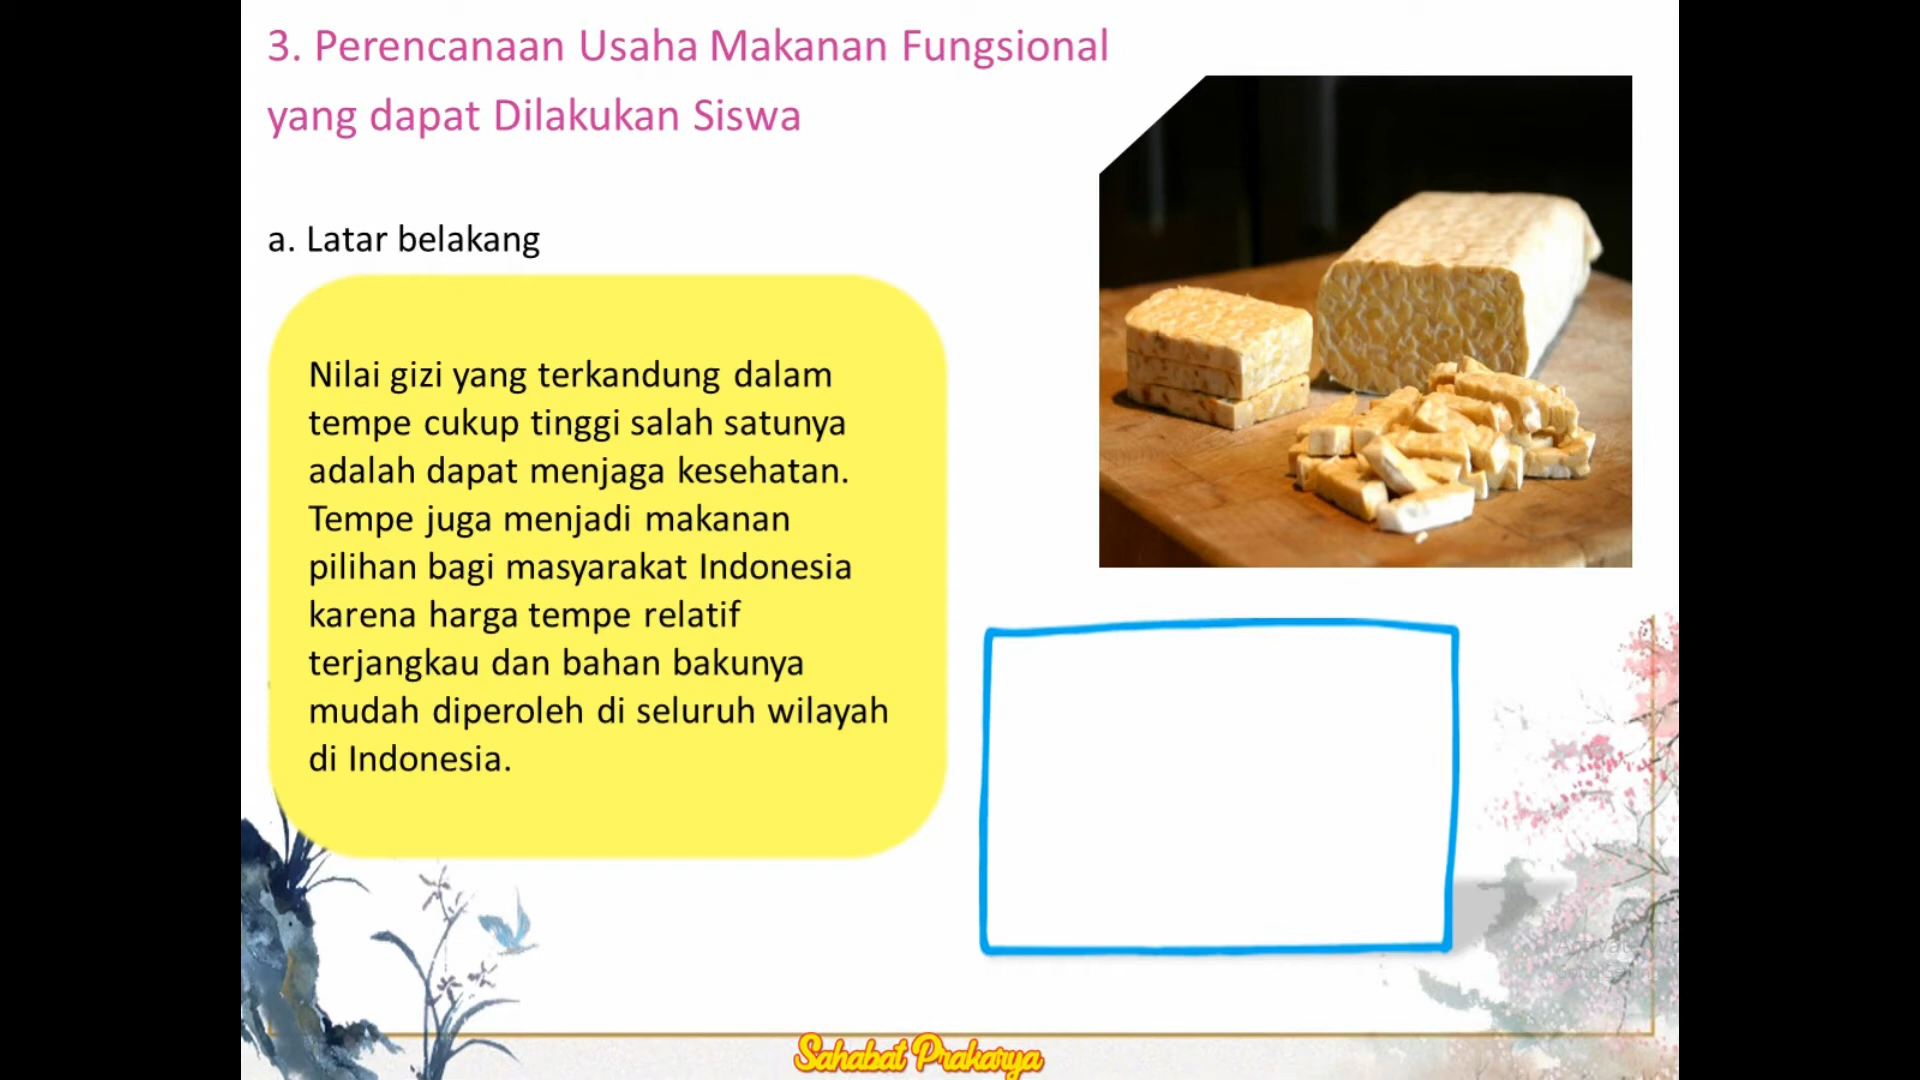 3. Perencanaan Usaha Makanan Fungsional
yang dapat Dilakukan Siswa
a. Latar belakang
Nilai gizi yang terkandung dalam
tempe cukup tinggi salah satunya
adalah dapat menjaga kesehatan.
Tempe juga menjadi makanan
pilihan bagi masyarakat Indonesia
karena harga tempe relatif
terjangkau dan bahan bakunya
mudah diperoleh di seluruh wilayah
di Indonesia.
Sahabat Prakarya